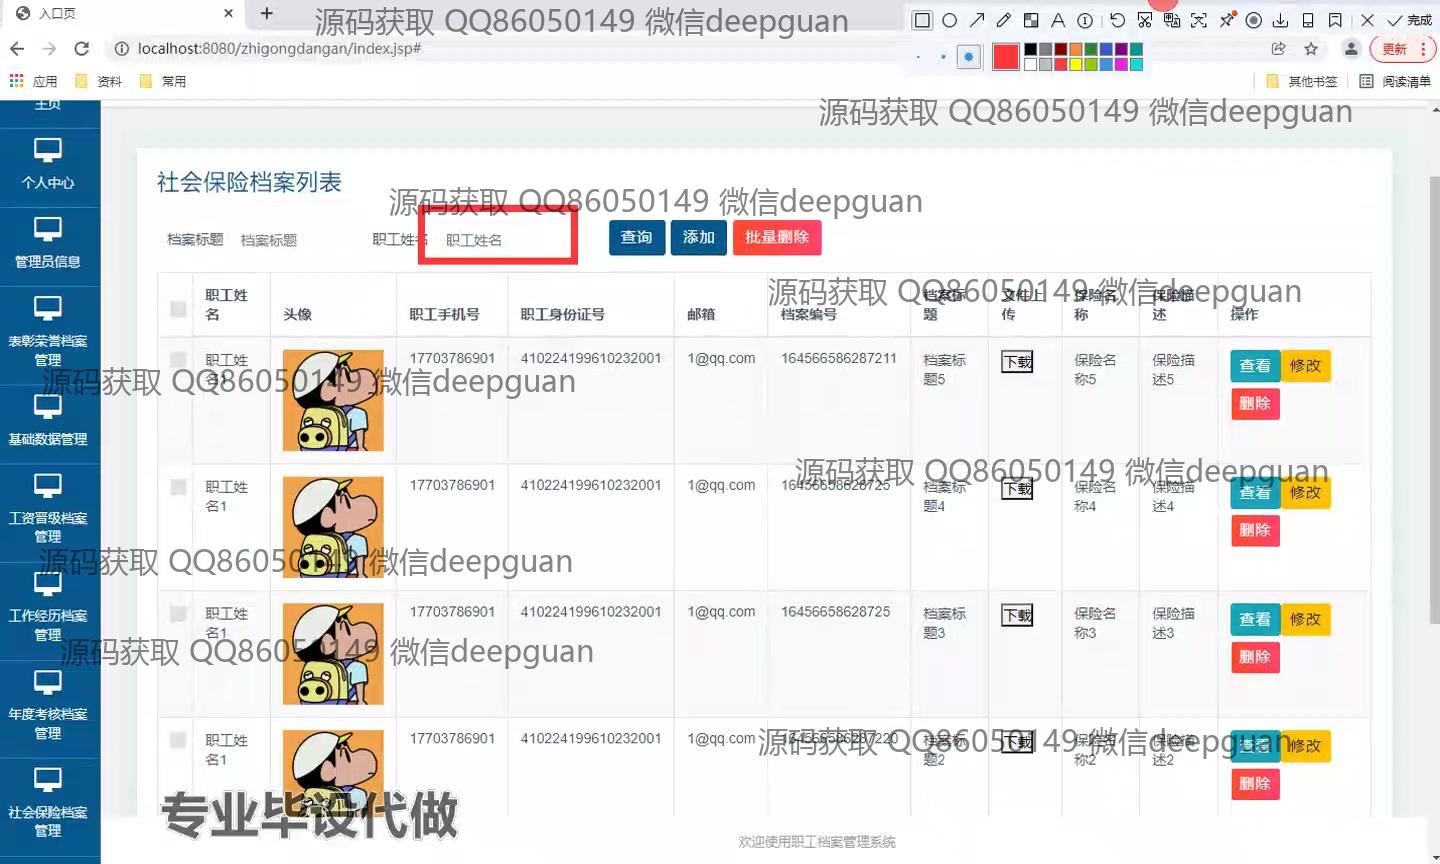 入口页
源码获取 QQ86050149 微信deepguan
完成
localhost:8080/zhigongdangan/index.jsp#
更新
应用
资料
常用
其他书签
阅读清单
主页
源码获取 QQ86050149 微信deepguan
个人中心
管理员信息
表彰荣誉档案管理
基础数据管理
工资晋级档案管理
工作经历档案管理
年度考核档案管理
社会保险档案管理
社会保险档案列表
源码获取 QQ86050149 微信deepguan
档案标题 档案标题 职工姓名 职工姓名 查询 添加 批量删除
源码获取 QQ86050149 微信deepguan
职工姓名 头像 职工手机号 职工身份证号 邮箱 档案编号 档案标题 文件上传 保险名称 保险描述 操作
职工姓名1 17703786901 410224199610232001 1@qq.com 164566586287211 档案标题5 下载 保险名称5 保险描述5 查看 修改
删除
源码获取 QQ86050149 微信deepguan
源码获取 QQ86050149 微信deepguan
职工姓名1 17703786901 410224199610232001 1@qq.com 16456658628725 档案标题4 下载 保险名称4 保险描述4 查看 修改
删除
源码获取 QQ86050149 微信deepguan
职工姓名1 17703786901 410224199610232001 1@qq.com 16456658628725 档案标题3 下载 保险名称3 保险描述3 查看 修改
删除
源码获取 QQ86050149 微信deepguan
职工姓名1 17703786901 410224199610232001 1@qq.com 164566586287220 档案标题2 下载 保险名称2 保险描述2 查看 修改
删除
源码获取 QQ86050149 微信deepguan
专业毕设代做
欢迎使用职工档案管理系统